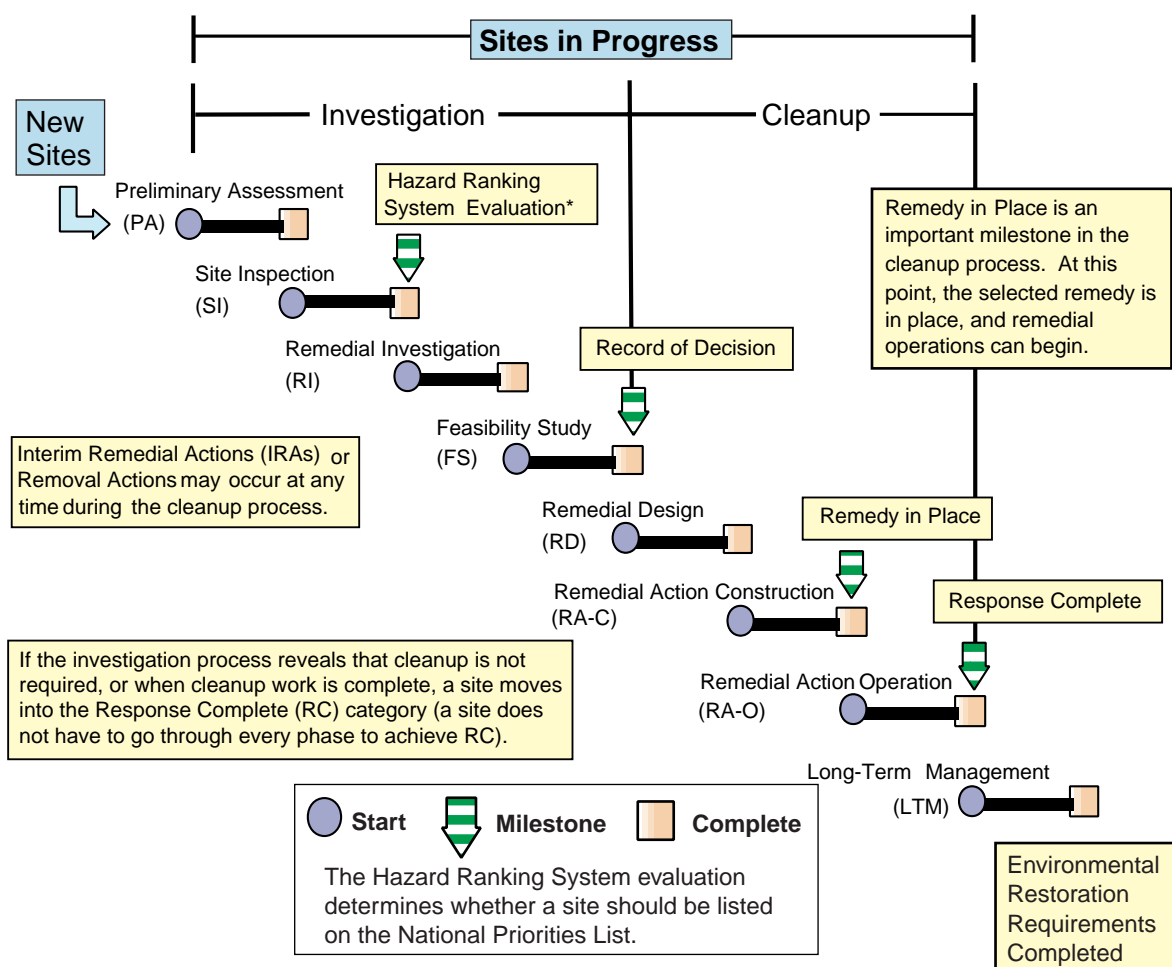 Sites in Progress
Investigation
Cleanup
New
Sites
Preliminary Assessment
(PA)
Hazard Ranking
System Evaluation*
Remedy in Place is an
important milestone in the
cleanup process. At this
point, the selected remedy is
in place, and remedial
operations can begin.
Site Inspection
(SI)
Remedial Investigation
(RI)
Record of Decision
Feasibility Study
(FS)
Interim Remedial Actions (IRAs) or
Removal Actions may occur at any
time during the cleanup process.
Remedial Design
(RD)
Remedy in Place
Remedial Action Construction
(RA-C)
Response Complete
If the investigation process reveals that cleanup is not
required, or when cleanup work is complete, a site moves
into the Response Complete (RC) category (a site does
not have to go through every phase to achieve RC).
Remedial Action Operation
(RA-O)
Long-Term Management
(LTM)
Start
Milestone
Complete
The Hazard Ranking System evaluation
determines whether a site should be listed
on the National Priorities List.
Environmental
Restoration
Requirements
Completed